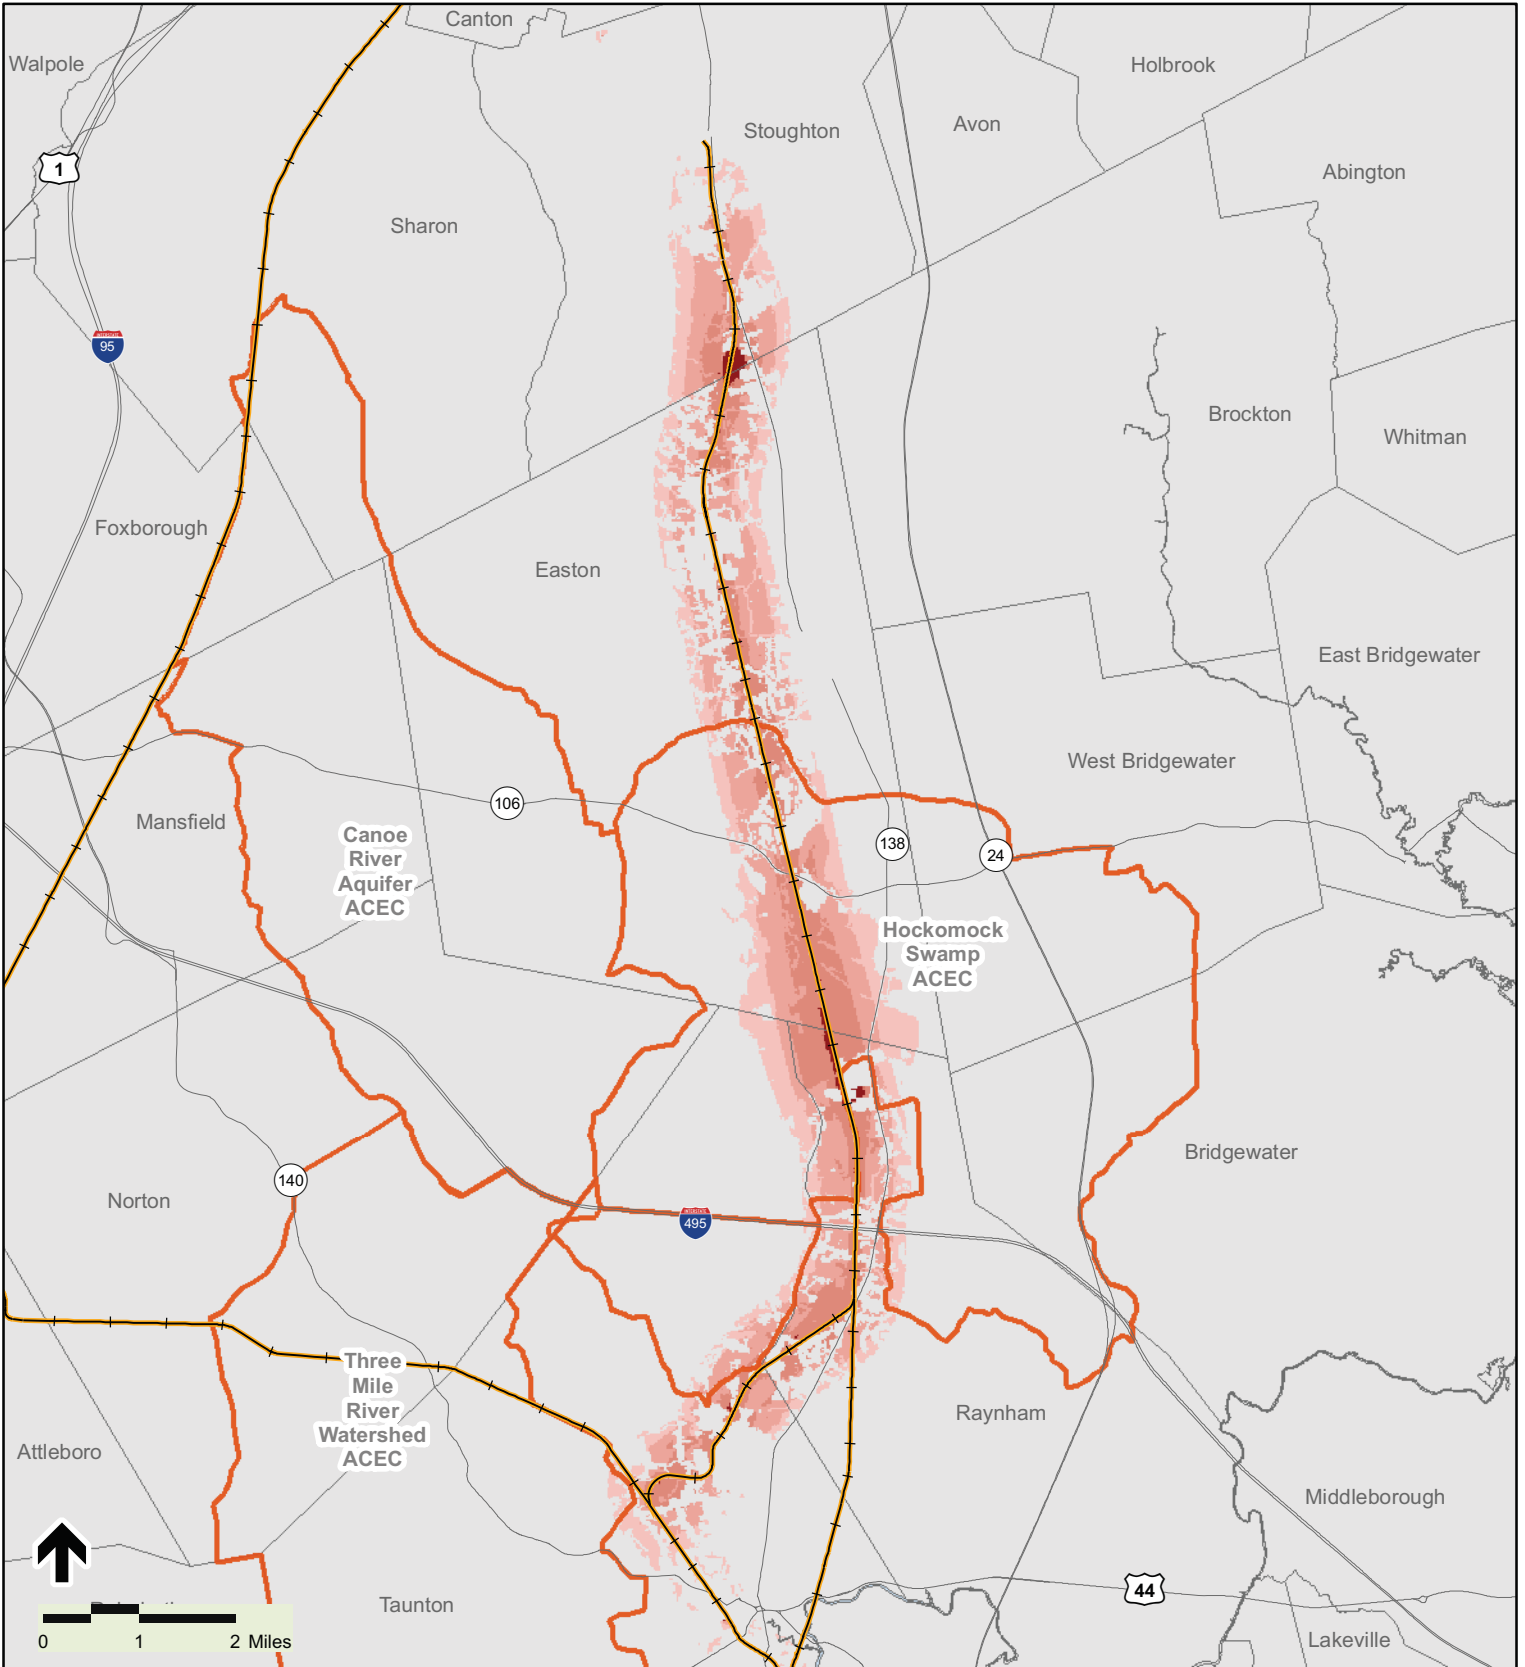 Canton
Walpole
Holbrook
Stoughton
Avon
1
Abington
Sharon
INTERSTATE
95
Brockton
Whitman
Foxborough
Easton
East Bridgewater
West Bridgewater
106
Mansfield
138
24
Canoe
River
Aquifer
ACEC
Hockomock
Swamp
ACEC
Bridgewater
140
Norton
INTERSTATE
495
Three
Mile
River
Watershed
ACEC
Raynham
Attleboro
Middleborough
44
Taunton
0 1 2 Miles
Lakeville